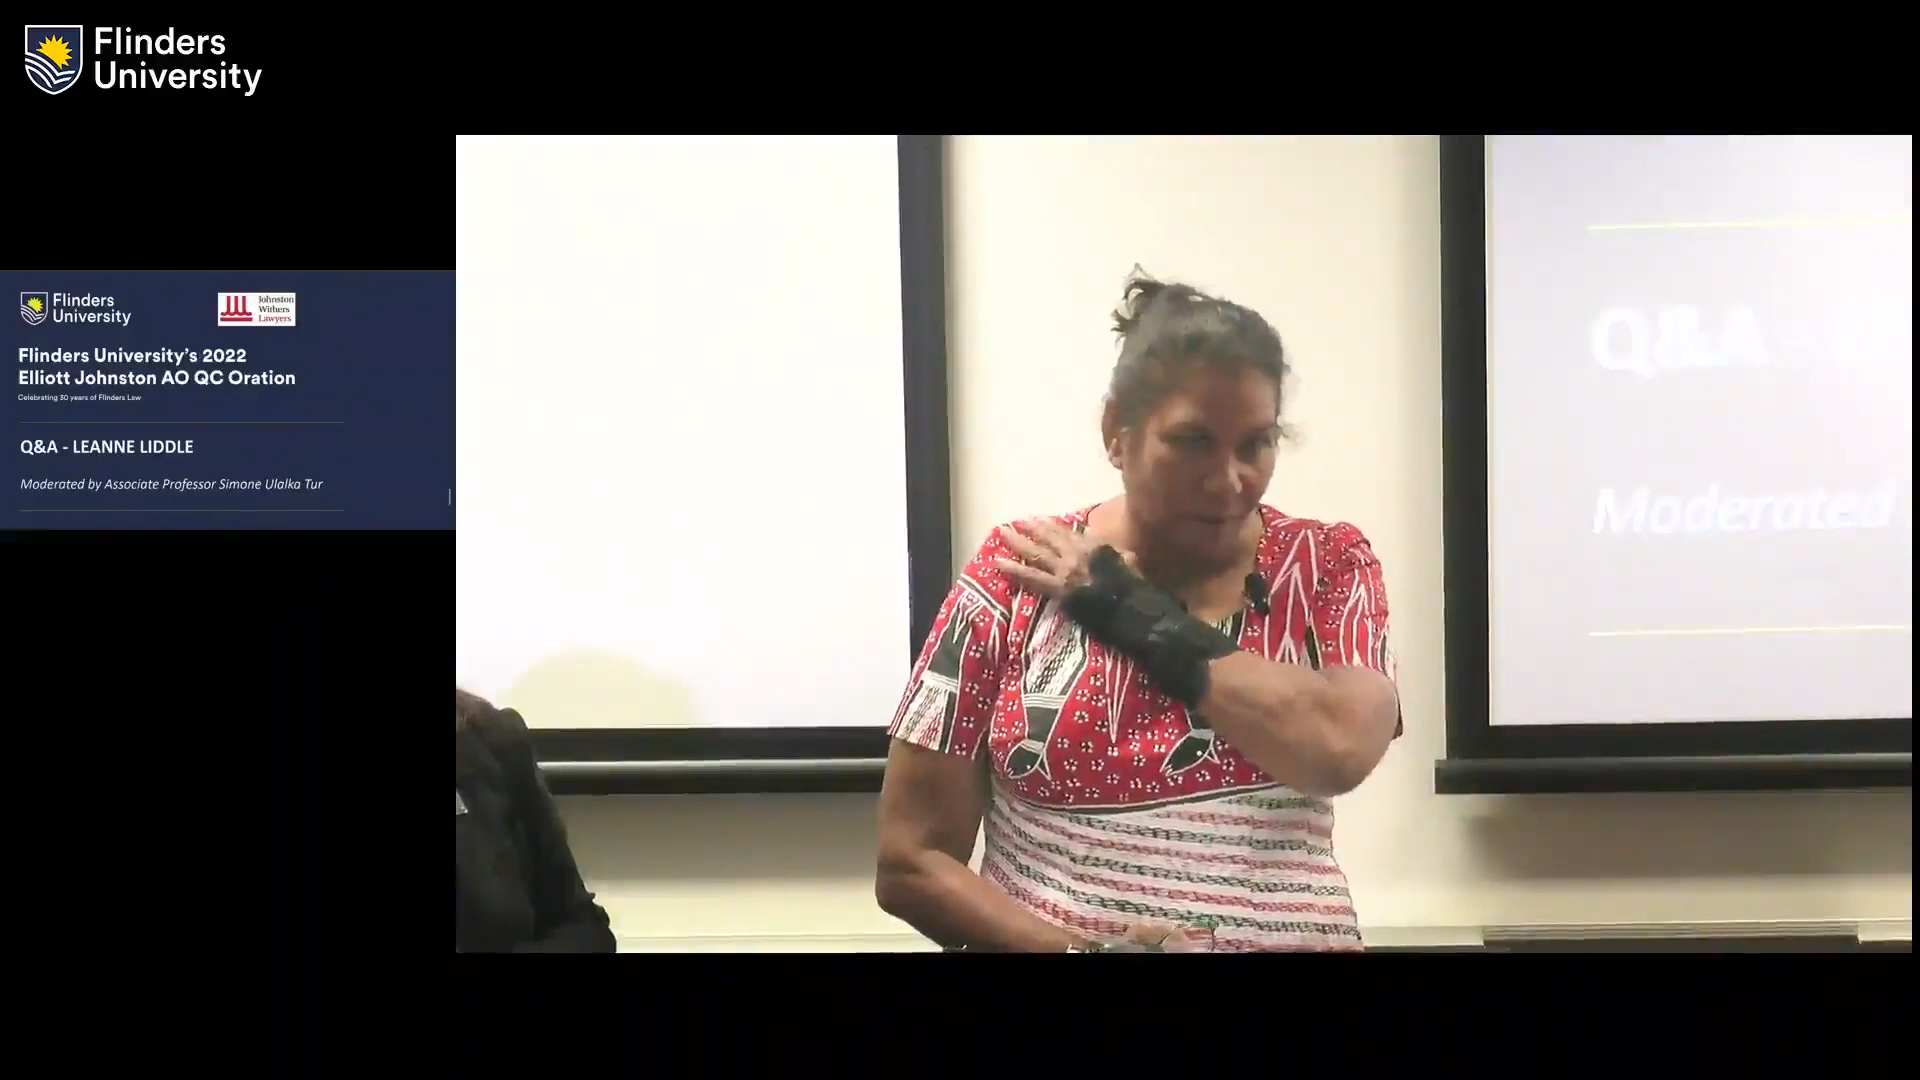 Flinders
University
Flinders
University
Johnston
Withers
Lawyers
Flinders University's 2022
Elliott Johnston AO QC Oration
Celebrating 30 years of Flinders Law
Q&A - LEANNE LIDDLE
Moderated by Associate Professor Simone Ulalka Tur
Q&A -
Moderated